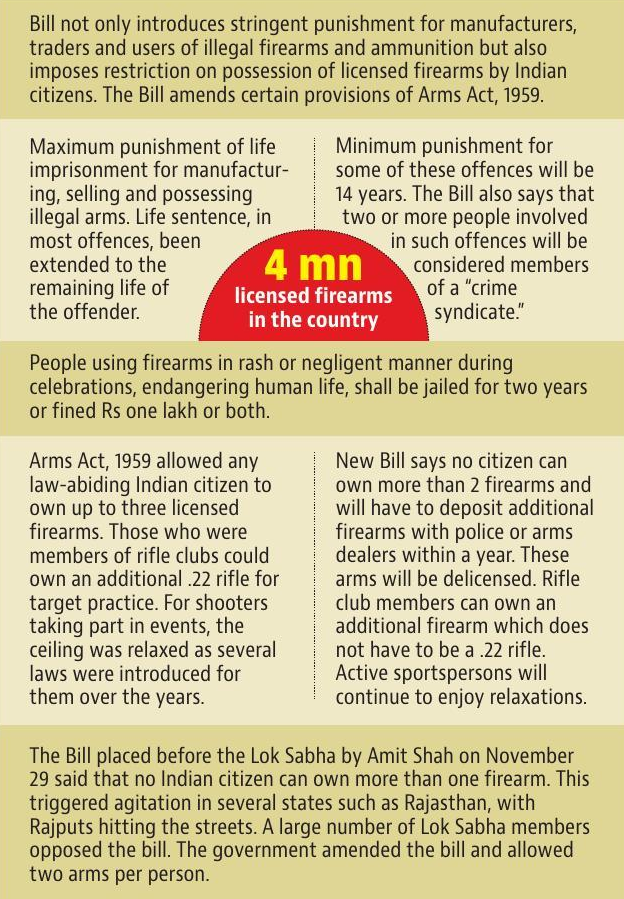 Bill not only introduces stringent punishment for manufacturers,
traders and users of illegal firearms and ammunition but also
imposes restriction on possession of licensed firearms by Indian
citizens. The Bill amends certain provisions of Arms Act, 1959.
Maximum punishment of life
imprisonment for manufactur-
ing, selling and possessing
illegal arms. Life sentence, in
most offences, been
extended to the
remaining life of
the offender.
Minimum punishment for
some of these offences will be
14 years. The Bill also says that
two or more people involved
in such offences will be
considered members
of a “crime
syndicate.”
4 mn
licensed firearms
in the country
People using firearms in rash or negligent manner during
celebrations, endangering human life, shall be jailed for two years
or fined Rs one lakh or both.
Arms Act, 1959 allowed any
law-abiding Indian citizen to
own up to three licensed
firearms. Those who were
members of rifle clubs could
own an additional .22 rifle for
target practice. For shooters
taking part in events, the
ceiling was relaxed as several
laws were introduced for
them over the years.
New Bill says no citizen can
own more than 2 firearms and
will have to deposit additional
firearms with police or arms
dealers within a year. These
arms will be delicensed. Rifle
club members can own an
additional firearm which does
not have to be a .22 rifle.
Active sportspersons will
continue to enjoy relaxations.
The Bill placed before the Lok Sabha by Amit Shah on November
29 said that no Indian citizen can own more than one firearm. This
triggered agitation in several states such as Rajasthan, with
Rajputs hitting the streets. A large number of Lok Sabha members
opposed the bill. The government amended the bill and allowed
two arms per person.